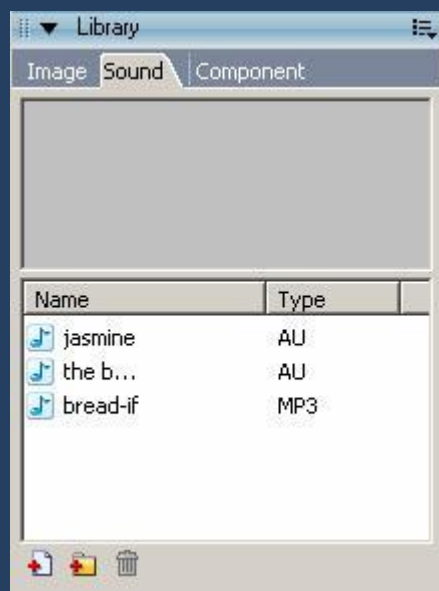 Library
Image Sound Component
Name Type
jasmine AU
the b... AU
bread-if MP3